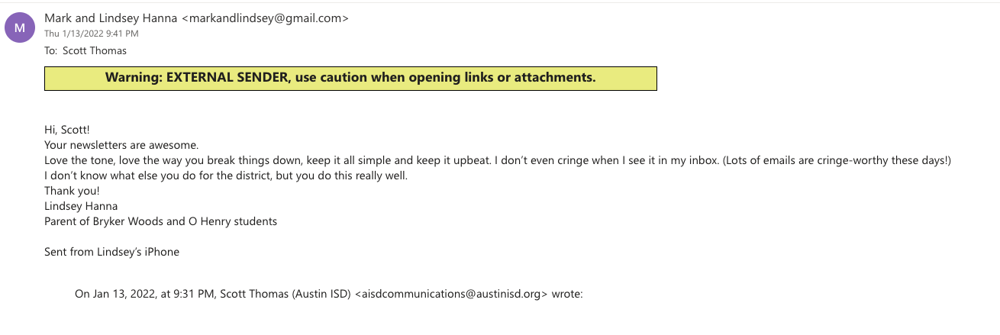 M
Mark and Lindsey Hanna <markandlindsey@gmail.com>
Thu 1/13/2022 9:41 PM
To: Scott Thomas
Warning: EXTERNAL SENDER, use caution when opening links or attachments.
Hi, Scott!
Your newsletters are awesome.
Love the tone, love the way you break things down, keep it all simple and keep it upbeat. I don’t even cringe when I see it in my inbox. (Lots of emails are cringe-worthy these days!)
I don’t know what else you do for the district, but you do this really well.
Thank you!
Lindsey Hanna
Parent of Bryker Woods and O Henry students
Sent from Lindsey’s iPhone
On Jan 13, 2022, at 9:31 PM, Scott Thomas (Austin ISD) <aisdcommunications@austinisd.org> wrote: